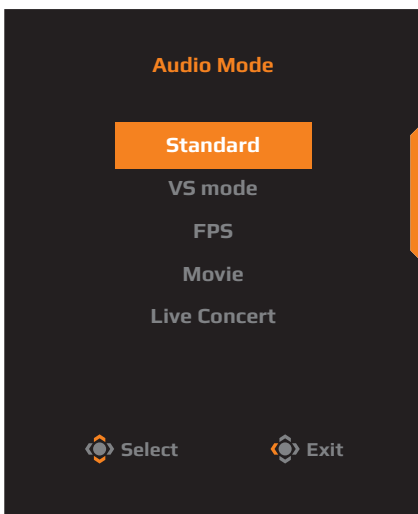 Audio Mode
Standard
VS mode
FPS
Movie
Live Concert
Select Exit